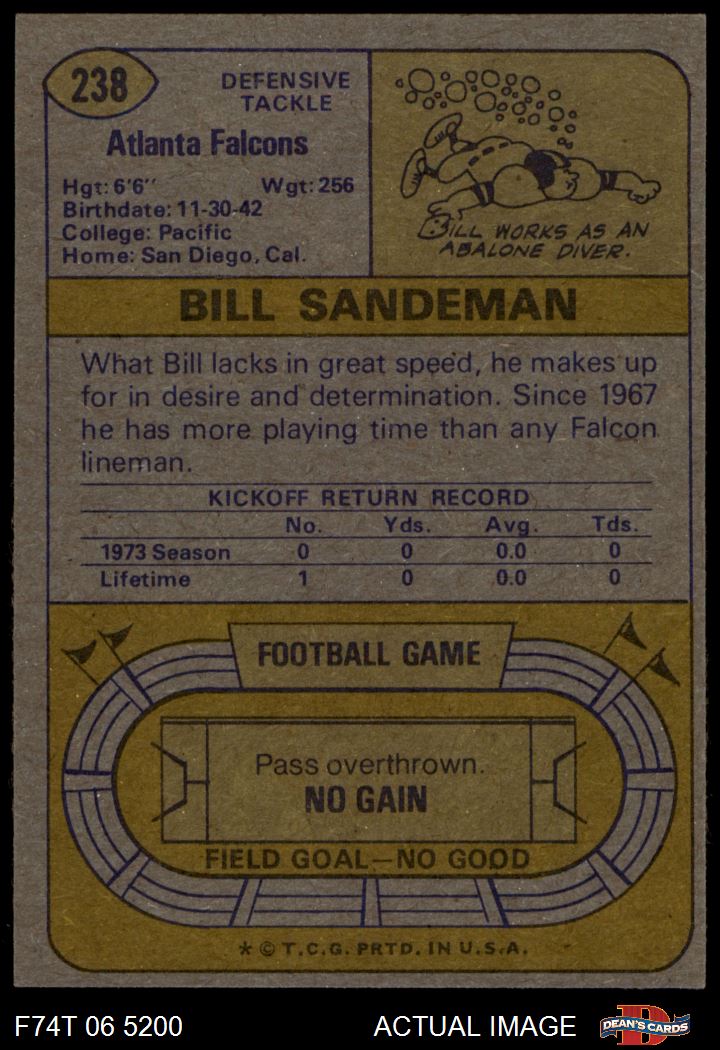 238
DEFENSIVE
TACKLE
Atlanta Falcons
Hgt: 6'6" Wgt: 256
Birthdate: 11-30-42
College: Pacific
Home: San Diego, Cal.
BILL WORKS AS AN
ABALONE DIVER.
BILL SANDEMAN
What Bill lacks in great speed, he makes up
for in desire and determination. Since 1967
he has more playing time than any Falcon
lineman.
KICKOFF RETURN RECORD
No. Yds. Avg. Tds.
1973 Season 0 0 0.0 0
Lifetime 1 0 0.0 0
FOOTBALL GAME
Pass overthrown.
NO GAIN
FIELD GOAL—NO GOOD
* © T.C.G. PRTD. IN U.S.A.
F74T 06 5200 ACTUAL IMAGE
D
DEAN'S CARDS